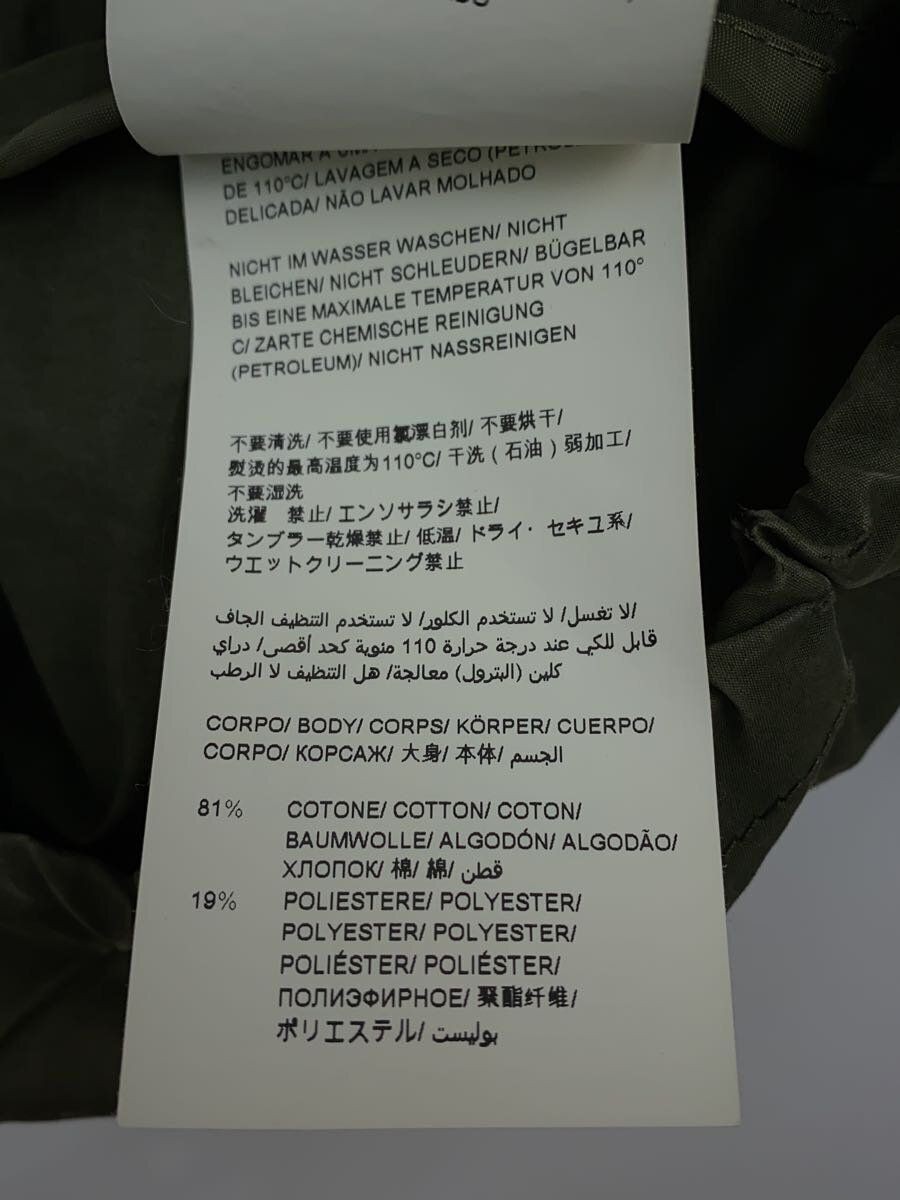 ENGOMAR A
DE 110°C/ LAVAGEM A SECO
DELICADA/ NÃO LAVAR MOLHADO
NICHT IM WASSER WASCHEN/ NICHT
BLEICHEN/ NICHT SCHLEUDERN/ BÜGELBAR
BIS EINE MAXIMALE TEMPERATUR VON 110°
C/ ZARTE CHEMISCHE REINIGUNG
(PETROLEUM)/ NICHT NASSREINIGEN
不要清洗/ 不要使用氯漂白剂/ 不要烘干/
熨烫的最高温度为110°C/ 干洗（石油）弱加工/
不要湿洗
洗濯　禁止/ エンソサラシ禁止/
タンブラー乾燥禁止/ 低温/ ドライ・セキユ系/
ウエットクリーニング禁止
لا تغسل/ لا تستخدم الكلور/ لا تستخدم التنظيف الجاف/
قابل للكي عند درجة حرارة 110 مئوية كحد أقصى/ دراي
كلين (البترول) معالجة/ هل التنظيف لا الرطب
CORPO/ BODY/ CORPS/ KÖRPER/ CUERPO/
CORPO/ КОРСАЖ/ 大身/ 本体/ الجسم
81% COTONE/ COTTON/ COTON/
BAUMWOLLE/ ALGODÓN/ ALGODÃO/
ХЛОПОК/ 棉/ 綿/ قطن
19% POLIESTERE/ POLYESTER/
POLYESTER/ POLYESTER/
POLIÉSTER/ POLIÉSTER/
ПОЛИЭФИРНОЕ/ 聚酯纤维/
ポリエステル/ بوليست